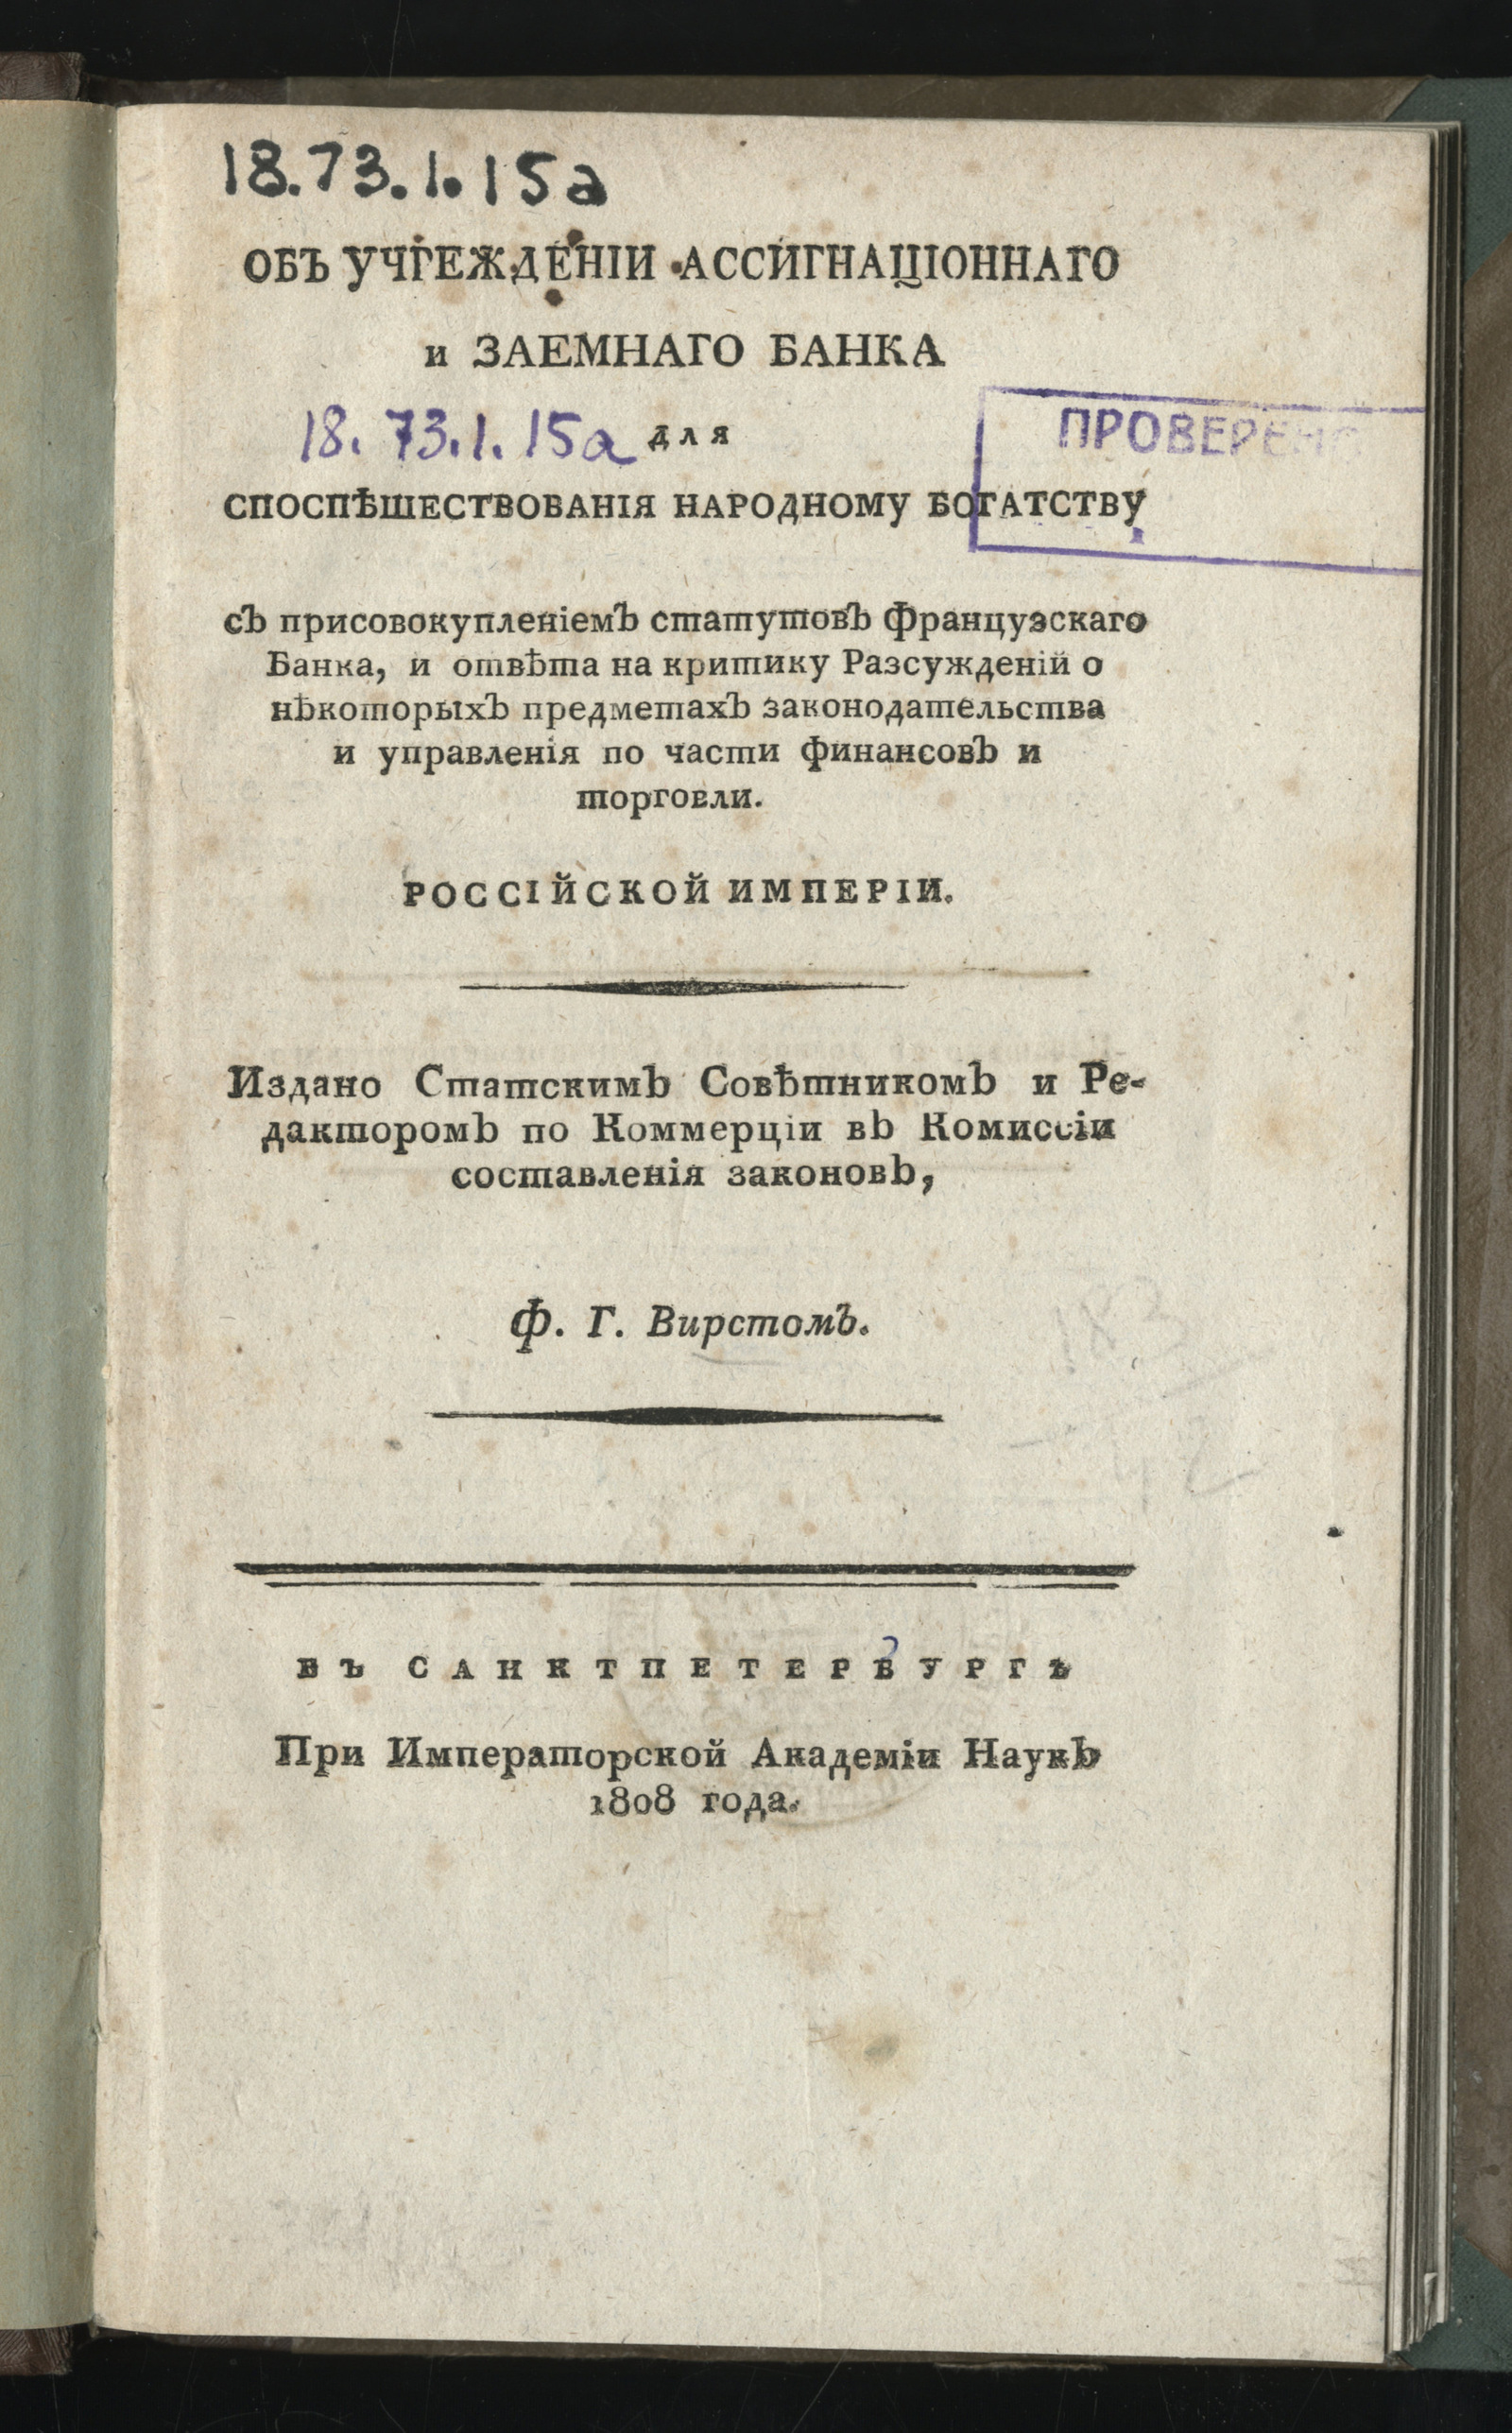 18.73.1.15а
ОБЪ УЧРЕЖДЕНІИ АССИГНАЦІОННАГО
и ЗАЕМНАГО БАНКА
18.73.1.15а для
СПОСПѢШЕСТВОВАНІЯ НАРОДНОМУ БОГАТСТВУ
ПРОВЕРЕНО
съ присовокупленіемъ статутовъ Французскаго
Банка, и отвѣта на критику Разсужденій о
нѣкоторыхъ предметахъ законодательства
и управленія по части финансовъ и
торговли.
РОССІЙСКОЙ ИМПЕРІИ.
Издано Статскимъ Совѣтникомъ и Ре-
дакторомъ по Коммерціи въ Комиссіи
составленія законовъ,
Ф. Г. Вирстомъ.
ВЪ САНКТПЕТЕРБУРГѢ
При Императорской Академіи Наукъ
1808 года.